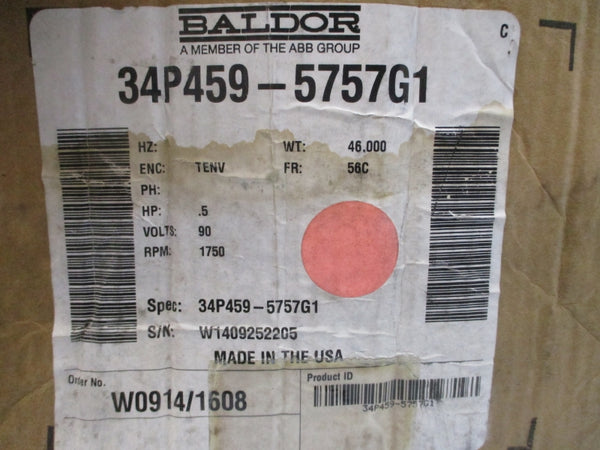 BALDOR
A MEMBER OF THE ABB GROUP
C
34P459-5757G1
HZ: WT: 46.000
ENC: TENV FR: 56C
PH:
HP: .5
VOLTS: 90
RPM: 1750
Spec: 34P459-5757G1
S/N: W1409252205
MADE IN THE USA
Order No. Product ID
W0914/1608
34P459-5757G1